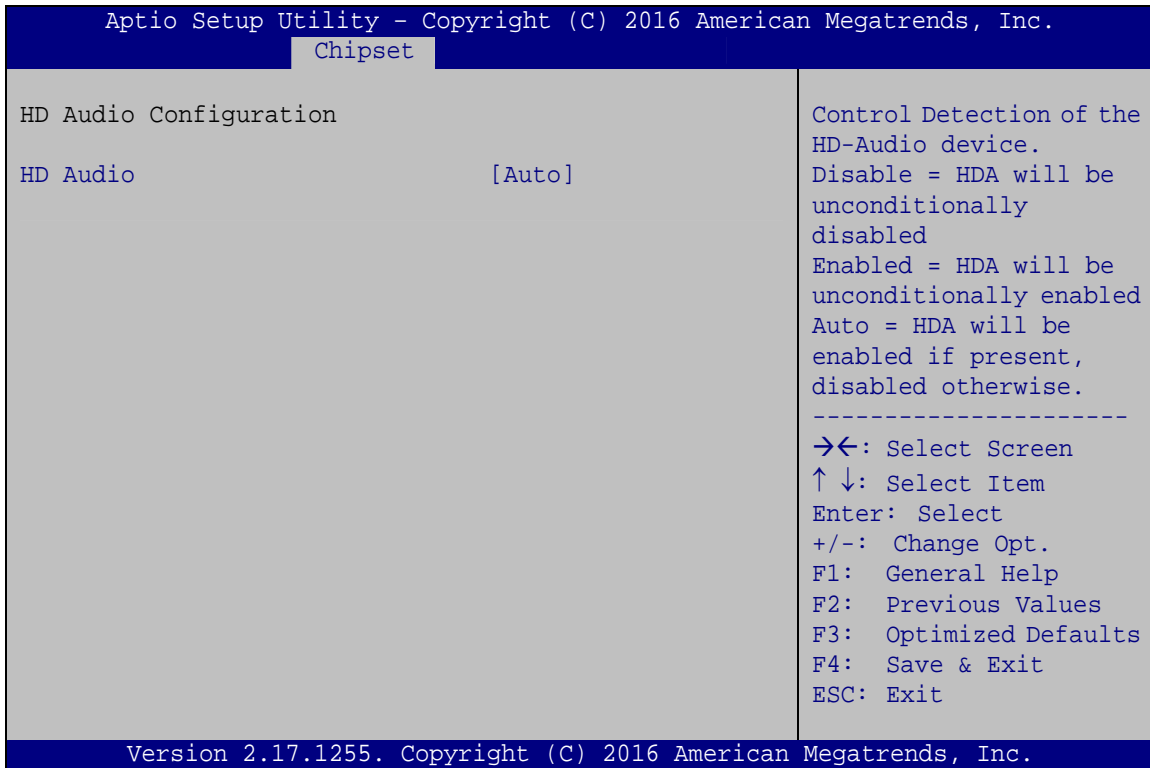 Aptio Setup Utility – Copyright (C) 2016 American Megatrends, Inc.
Chipset
HD Audio Configuration
HD Audio [Auto]
Control Detection of the
HD-Audio device.
Disable = HDA will be
unconditionally
disabled
Enabled = HDA will be
unconditionally enabled
Auto = HDA will be
enabled if present,
disabled otherwise.
----------------------
→←: Select Screen
↑ ↓: Select Item
Enter: Select
+/-: Change Opt.
F1: General Help
F2: Previous Values
F3: Optimized Defaults
F4: Save & Exit
ESC: Exit
Version 2.17.1255. Copyright (C) 2016 American Megatrends, Inc.